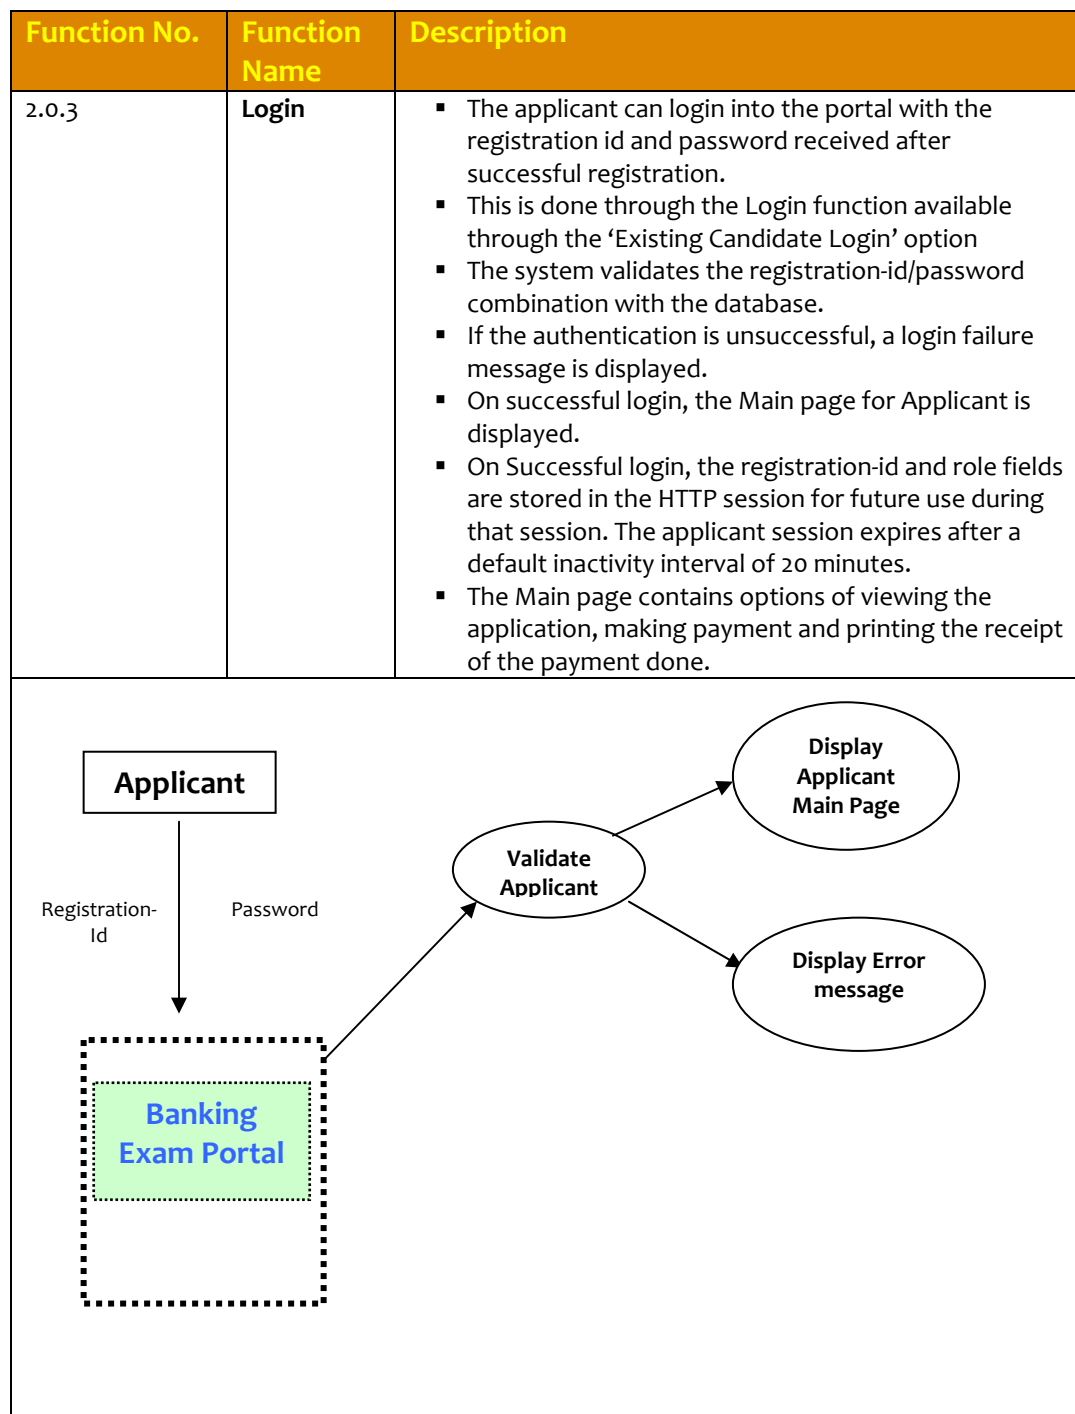 Function No.
Function
Name
Description
2.0.3
Login
▪ The applicant can login into the portal with the
registration id and password received after
successful registration.
▪ This is done through the Login function available
through the ‘Existing Candidate Login’ option
▪ The system validates the registration-id/password
combination with the database.
▪ If the authentication is unsuccessful, a login failure
message is displayed.
▪ On successful login, the Main page for Applicant is
displayed.
▪ On Successful login, the registration-id and role fields
are stored in the HTTP session for future use during
that session. The applicant session expires after a
default inactivity interval of 20 minutes.
▪ The Main page contains options of viewing the
application, making payment and printing the receipt
of the payment done.
Applicant
Registration-
Id
Password
Validate
Applicant
Display
Applicant
Main Page
Display Error
message
Banking
Exam Portal